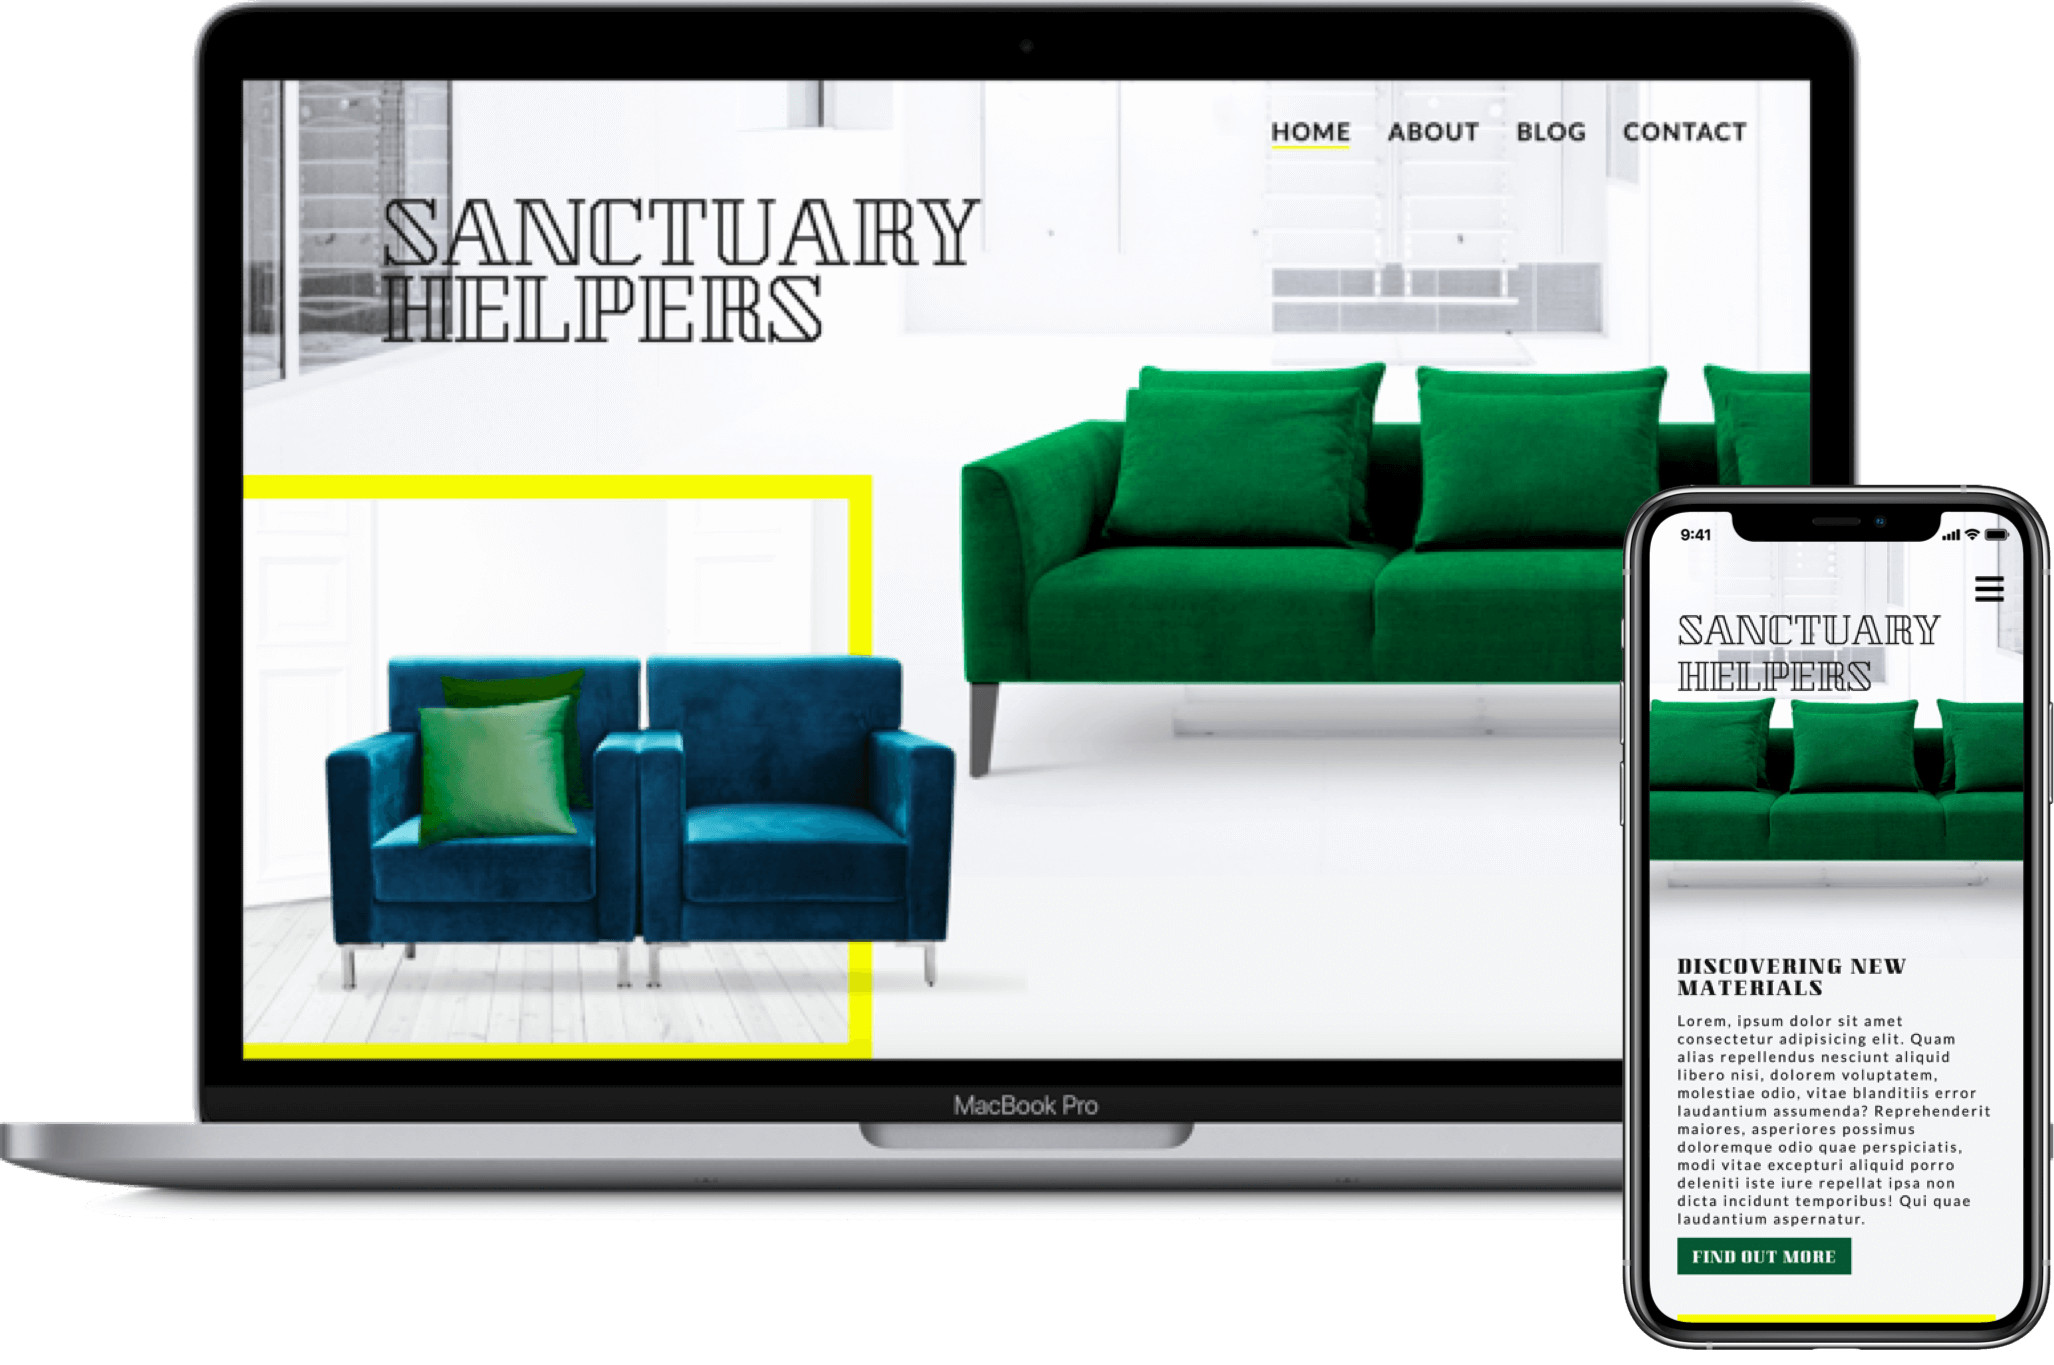 HOME ABOUT BLOG CONTACT
SANCTUARY
HELPERS
MacBook Pro
9:41
SANCTUARY
HELPERS
DISCOVERING NEW
MATERIALS
Lorem, ipsum dolor sit amet
consectetur adipisicing elit. Quam
alias repellendus nesciunt aliquid
libero nisi, dolorem voluptatem,
molestiae odio, vitae blanditiis error
laudantium assumenda? Reprehenderit
maiores, asperiores possimus
doloremque odio quae perspiciatis,
modi vitae excepturi aliquid porro
deleniti iste iure repellat ipsa non
dicta incidunt temporibus! Qui quae
laudantium aspernatur.
FIND OUT MORE